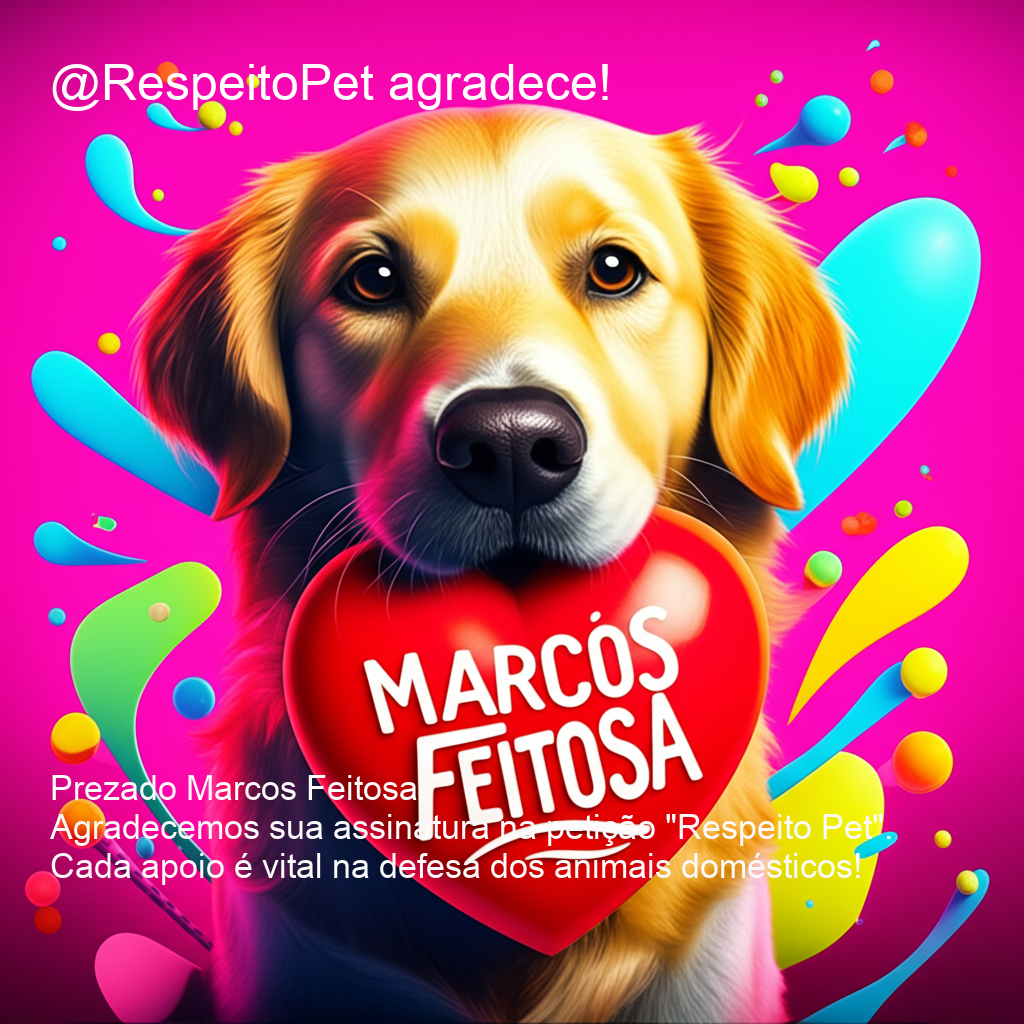 @RespeitoPet agradece!
MARCÓS
FEITOSA
Prezado Marcos Feitosa
Agradecemos sua assinatura na petição "Respeito Pet".
Cada apoio é vital na defesa dos animais domésticos!